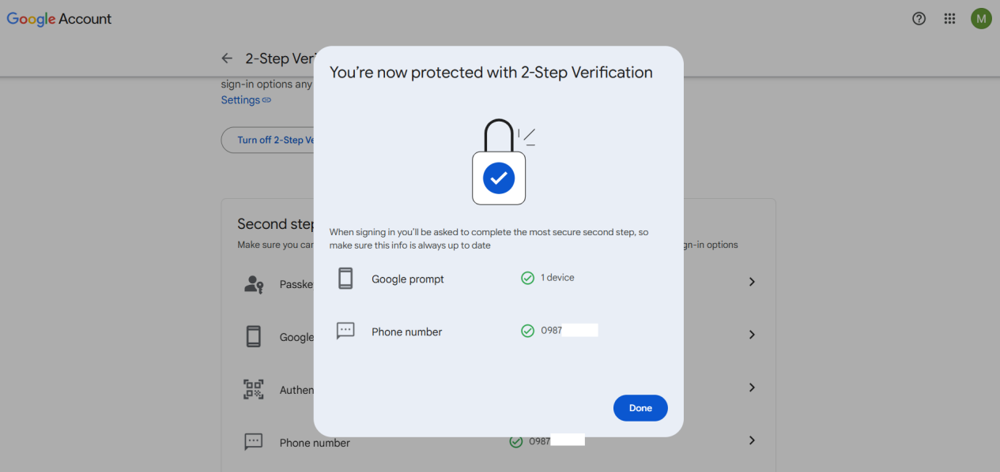 Google Account
M
2-Step Veri
sign-in options any
Settings
Turn off 2-Step Ve
You're now protected with 2-Step Verification
When signing in you'll be asked to complete the most secure second step, so
make sure this info is always up to date
Google prompt
1 device
Phone number
0987
Done
Second step
Make sure you can
gn-in options
Passke
Google
Authen
Phone number
0987